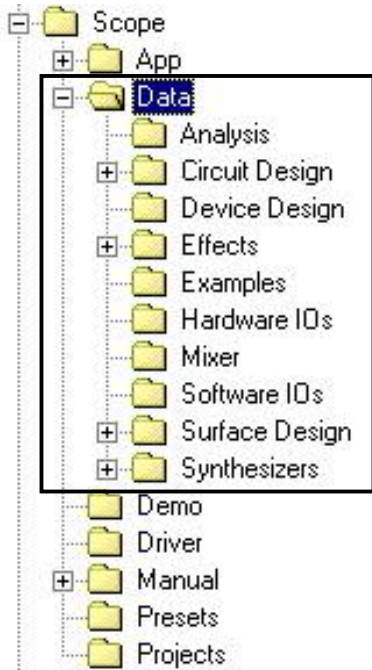 Scope
App
Data
Analysis
Circuit Design
Device Design
Effects
Examples
Hardware IOs
Mixer
Software IOs
Surface Design
Synthesizers
Demo
Driver
Manual
Presets
Projects